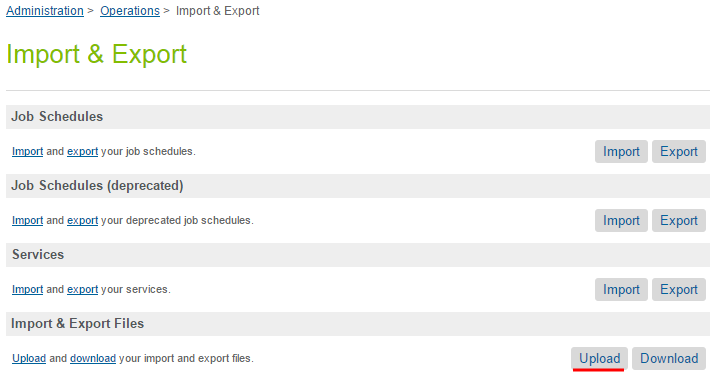 Administration > Operations > Import & Export
Import & Export
Job Schedules
Import and export your job schedules. Import Export
Job Schedules (deprecated)
Import and export your deprecated job schedules. Import Export
Services
Import and export your services. Import Export
Import & Export Files
Upload and download your import and export files. Upload Download